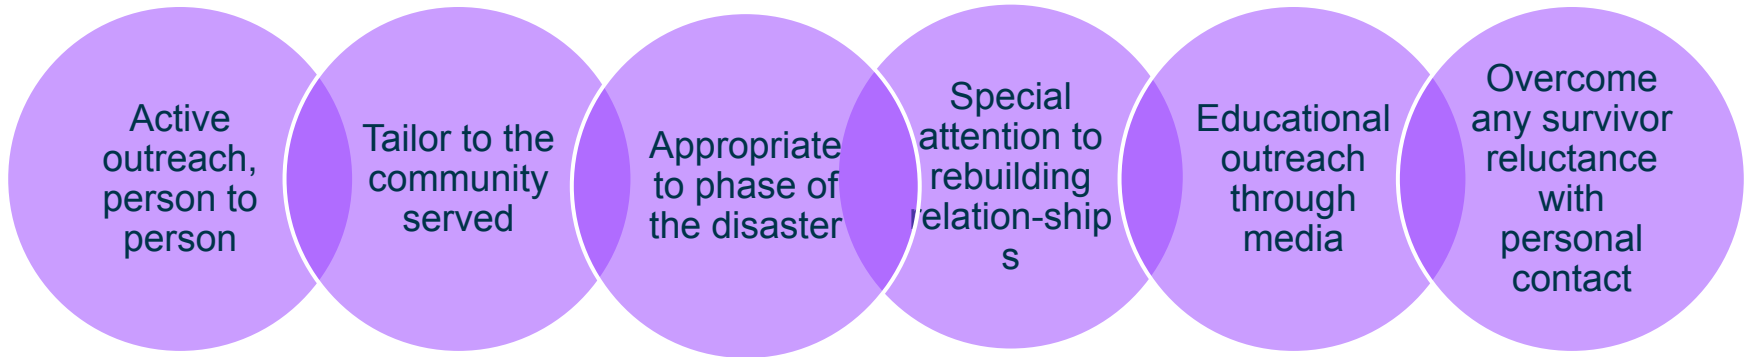 Active
outreach,
person to
person
Tailor to the
community
served
Appropriate
to phase of
the disaster
Special
attention to
rebuilding
relation-ship
s
Educational
outreach
through
media
Overcome
any survivor
reluctance
with
personal
contact